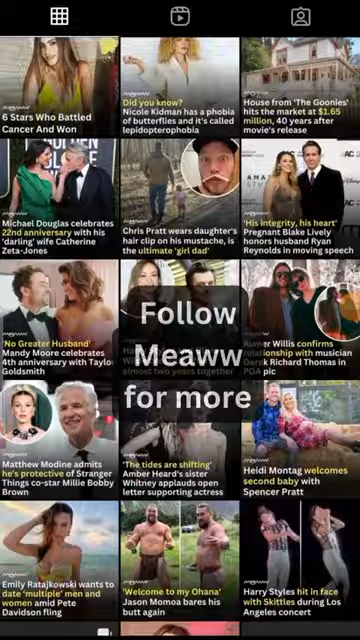 6 Stars Who Battled
Cancer And Won
Did you know?
Nicole Kidman has a phobia
of butterflies and it's called
lepidopterophobia
House from 'The Goonies'
hits the market at $1.65
million, 40 years after
movie's release
Michael Douglas celebrates
22nd anniversary with his
'darling' wife Catherine
Zeta-Jones
Chris Pratt wears daughter's
hair clip on his mustache, is
the ultimate 'girl dad'
'His integrity, his heart'
Pregnant Blake Lively
honors husband Ryan
Reynolds in moving speech
'No Greater Husband'
Mandy Moore celebrates
4th anniversary with Taylor
Goldsmith
almost two years together
Rumer Willis confirms
relationship with musician
Derek Richard Thomas in
PDA pic
Follow
Meaww
for more
Matthew Modine admits
he's protective of Stranger
Things co-star Millie Bobby
Brown
'The tides are shifting'
Amber Heard's sister
Whitney applauds open
letter supporting actress
Heidi Montag welcomes
second baby with
Spencer Pratt
Emily Ratajkowski wants to
date 'multiple' men and
women amid Pete
Davidson fling
'Welcome to my Ohana'
Jason Momoa bares his
butt again
Harry Styles hit in face
with Skittles during Los
Angeles concert